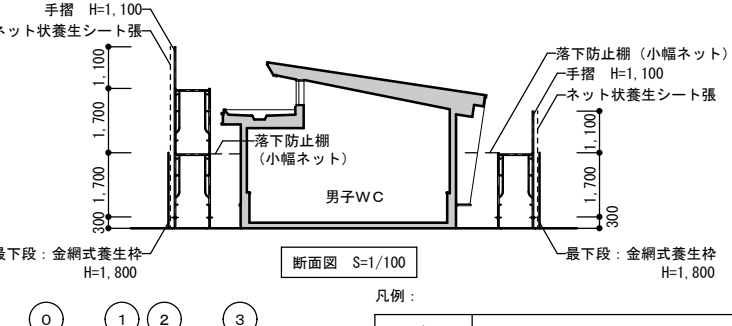 手摺 H=1,100
ネット状養生シート張
1,100
1,700
1,700
300
落下防止棚
(小幅ネット)
男子WC
落下防止棚(小幅ネット)
手摺 H=1,100
ネット状養生シート張
1,100
1,700
300
最下段:金網式養生枠
H=1,800
断面図 S=1/100
最下段:金網式養生枠
H=1,800
0
1
2
3
凡例: